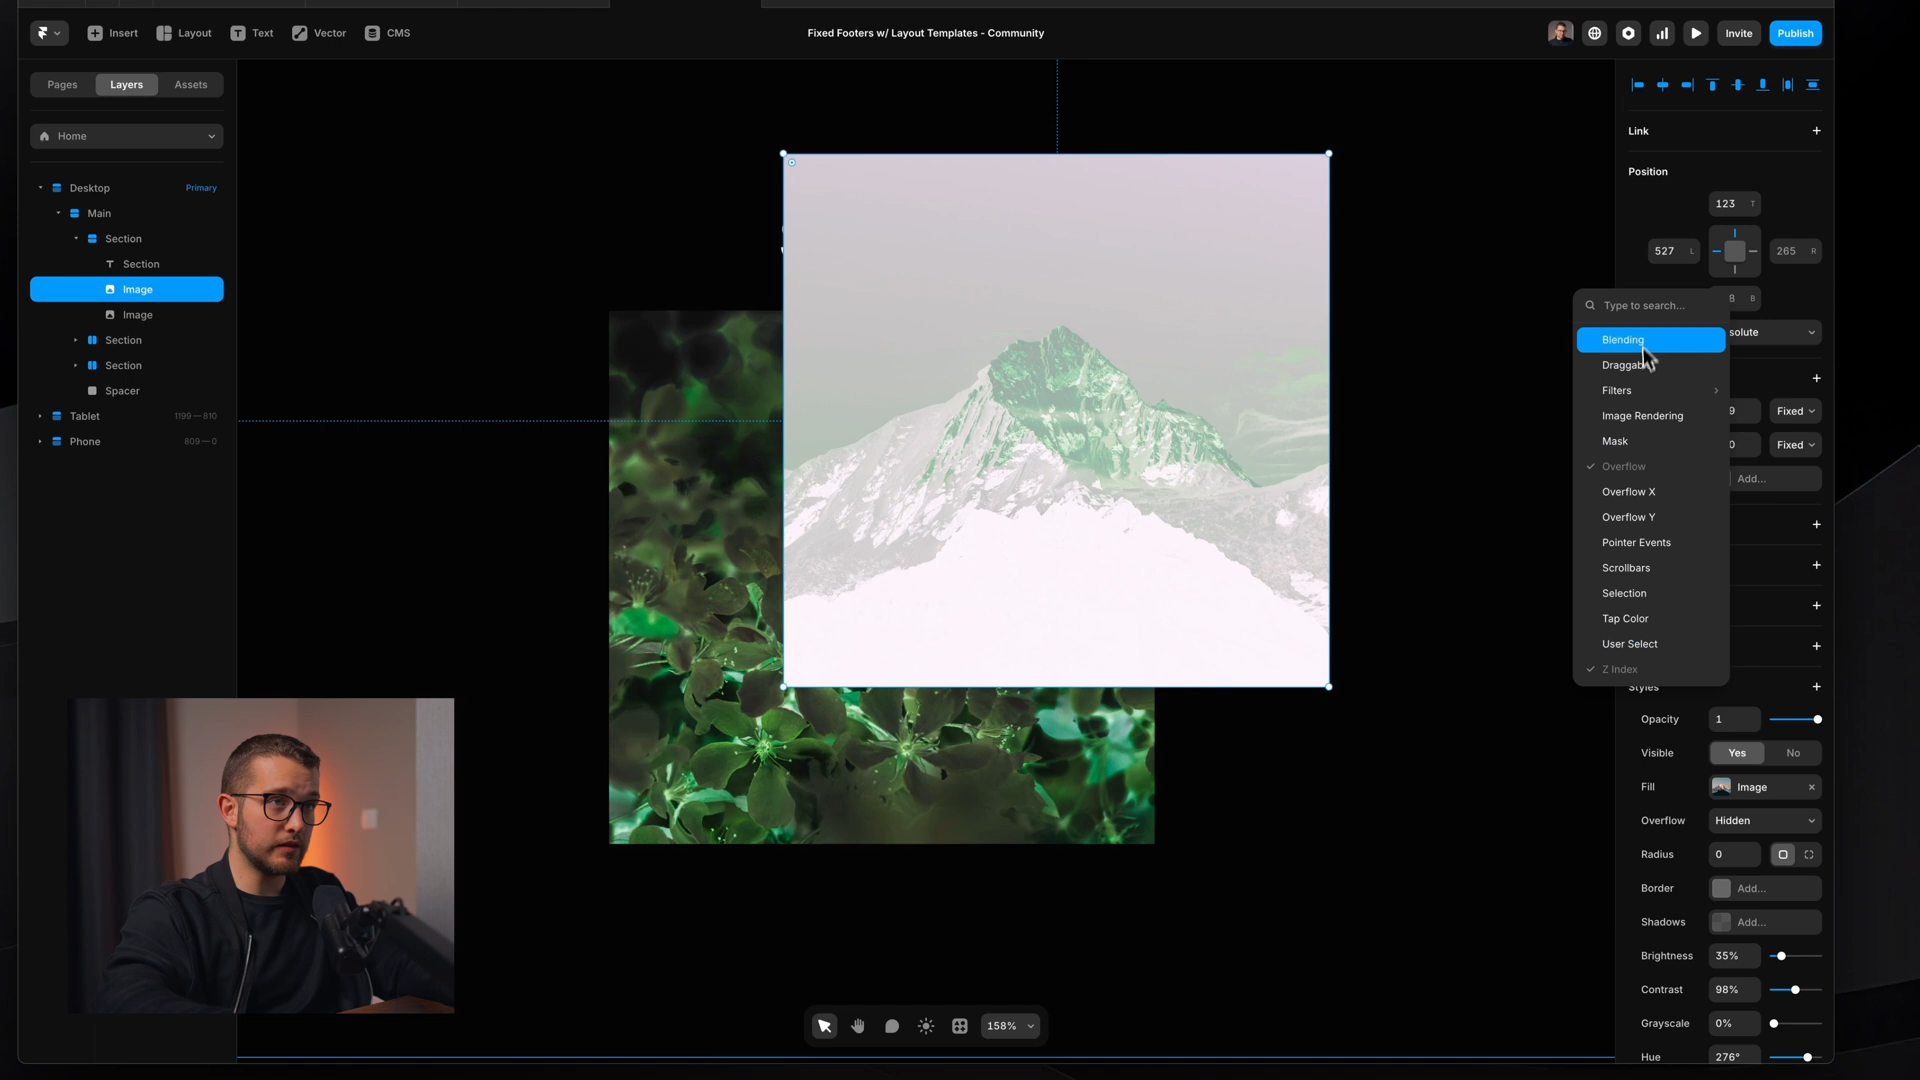 Insert
Layout
Text
Vector
CMS
Fixed Footers w/ Layout Templates - Community
Invite
Publish
Pages
Layers
Assets
Home
Desktop
Primary
Main
Section
Section
Image
Image
Section
Section
Spacer
Tablet
1199 — 810
Phone
809 — 0
Link
Position
123 T
527 L
265 R
8 B
solute
Type to search...
Blending
Draggab
Filters
Image Rendering
Mask
Overflow
Overflow X
Overflow Y
Pointer Events
Scrollbars
Selection
Tap Color
User Select
Z Index
9 Fixed
0 Fixed
Add...
Styles
Opacity 1
Visible Yes No
Fill Image
Overflow Hidden
Radius 0
Border Add...
Shadows Add...
Brightness 35%
Contrast 98%
Grayscale 0%
Hue 276°
158%